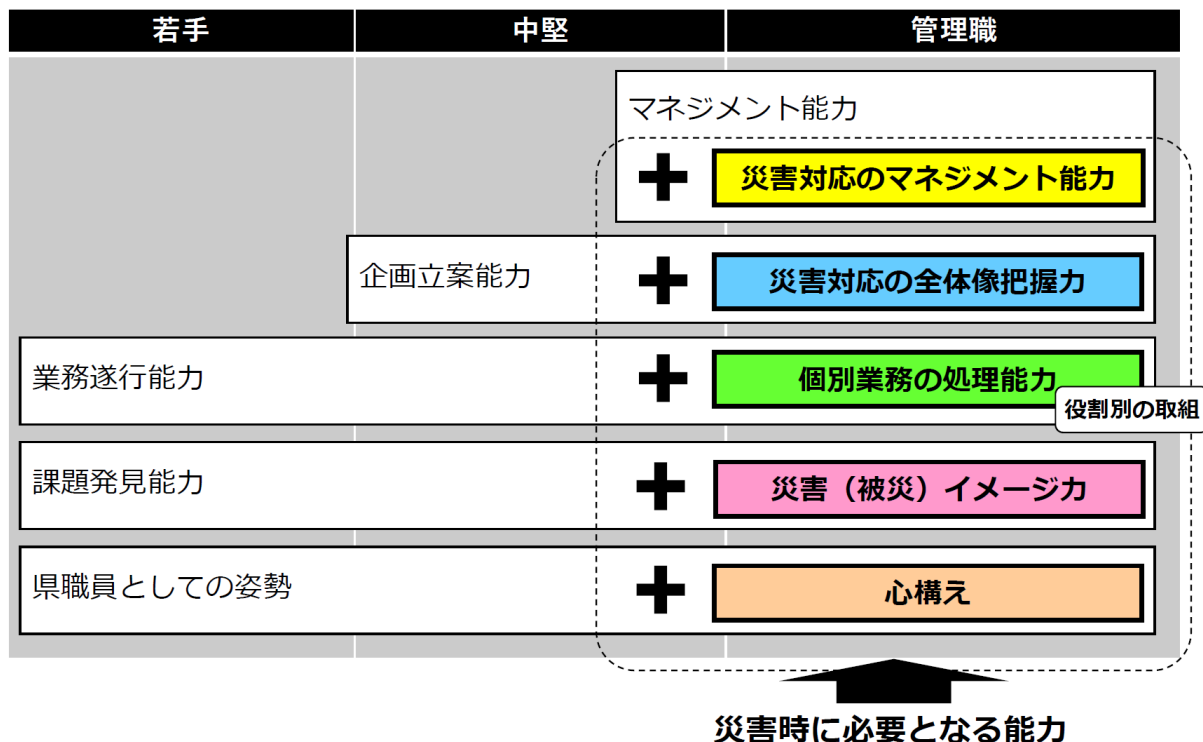 若手 中堅 管理職
マネジメント能力
+ 災害対応のマネジメント能力
企画立案能力 + 災害対応の全体像把握力
業務遂行能力 + 個別業務の処理能力
役割別の取組
課題発見能力 + 災害（被災）イメージ力
県職員としての姿勢 + 心構え
災害時に必要となる能力